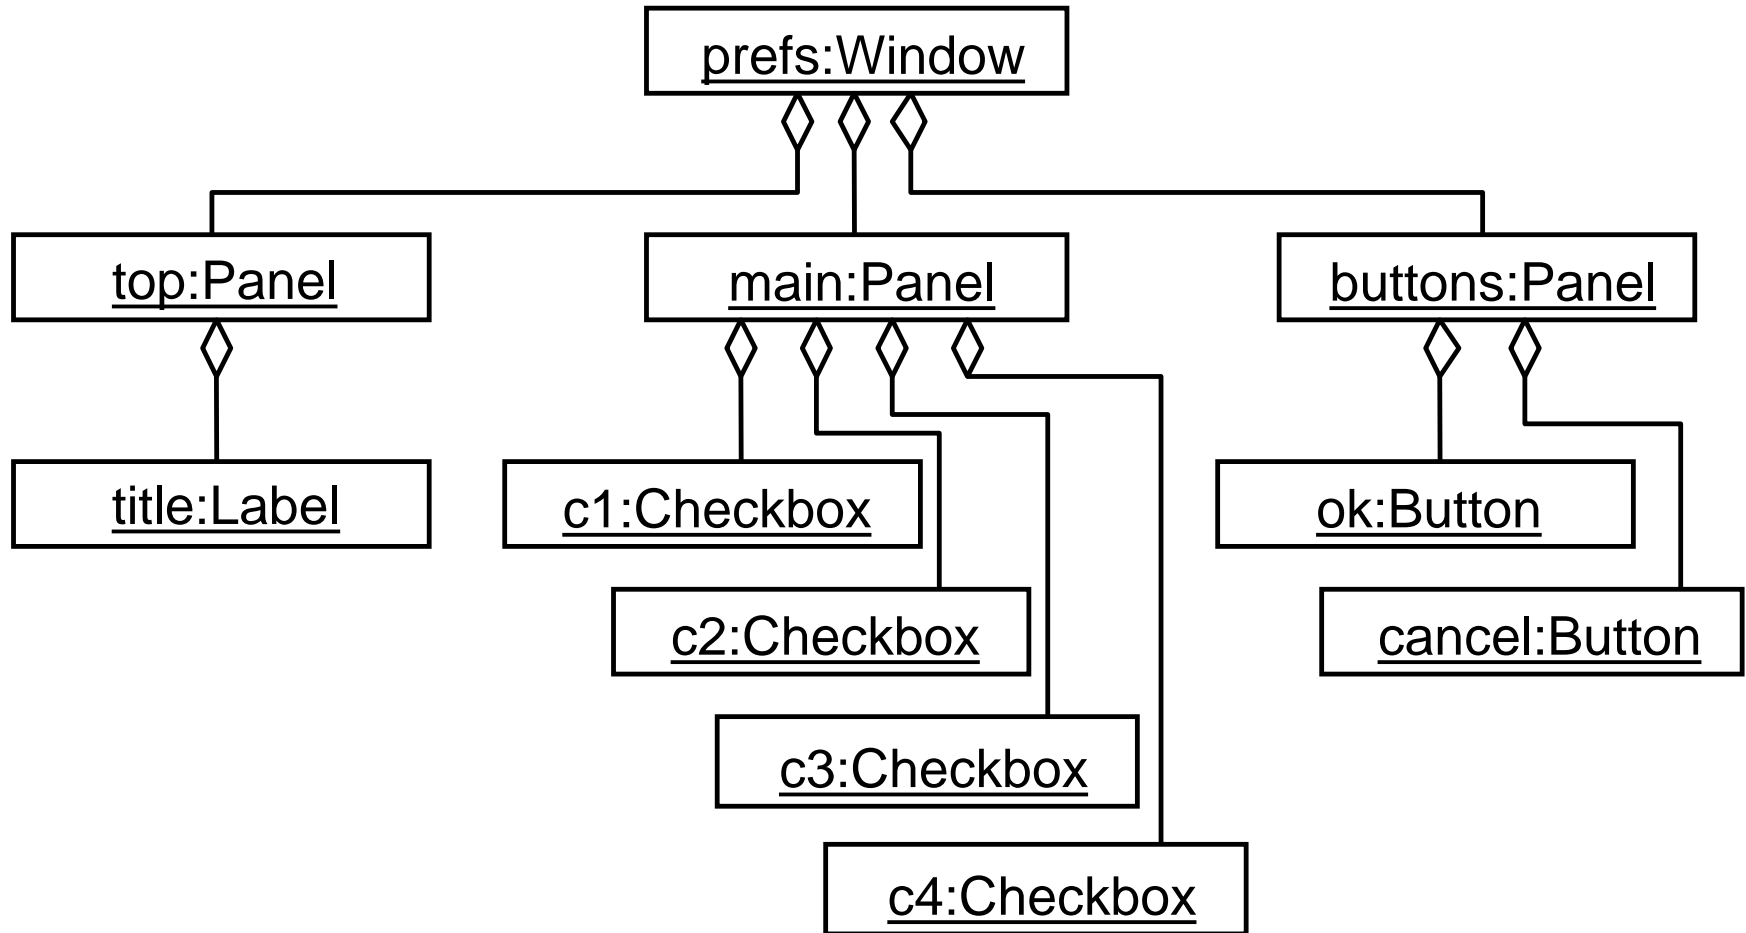 prefs:Window
top:Panel
main:Panel
buttons:Panel
title:Label
c1:Checkbox
ok:Button
c2:Checkbox
cancel:Button
c3:Checkbox
c4:Checkbox